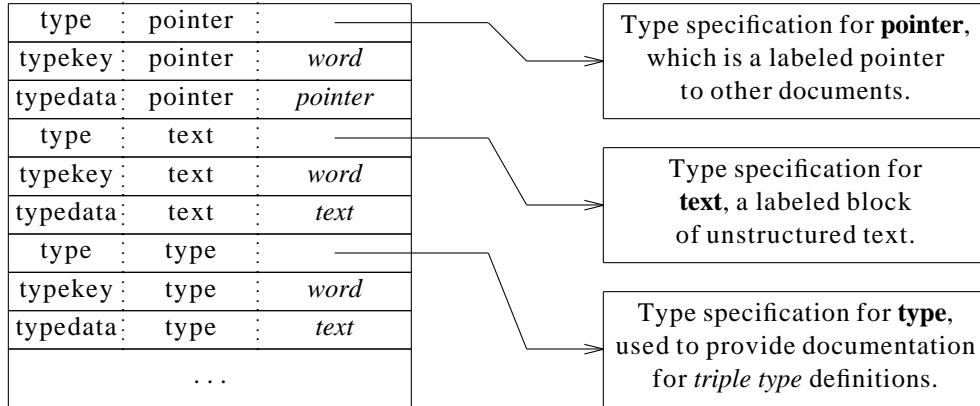 type pointer
typekey pointer word
typedata pointer pointer
type text
typekey text word
typedata text text
type type
typekey type word
typedata type text
. . .
Type specification for pointer,
which is a labeled pointer
to other documents.
Type specification for
text, a labeled block
of unstructured text.
Type specification for type,
used to provide documentation
for triple type definitions.